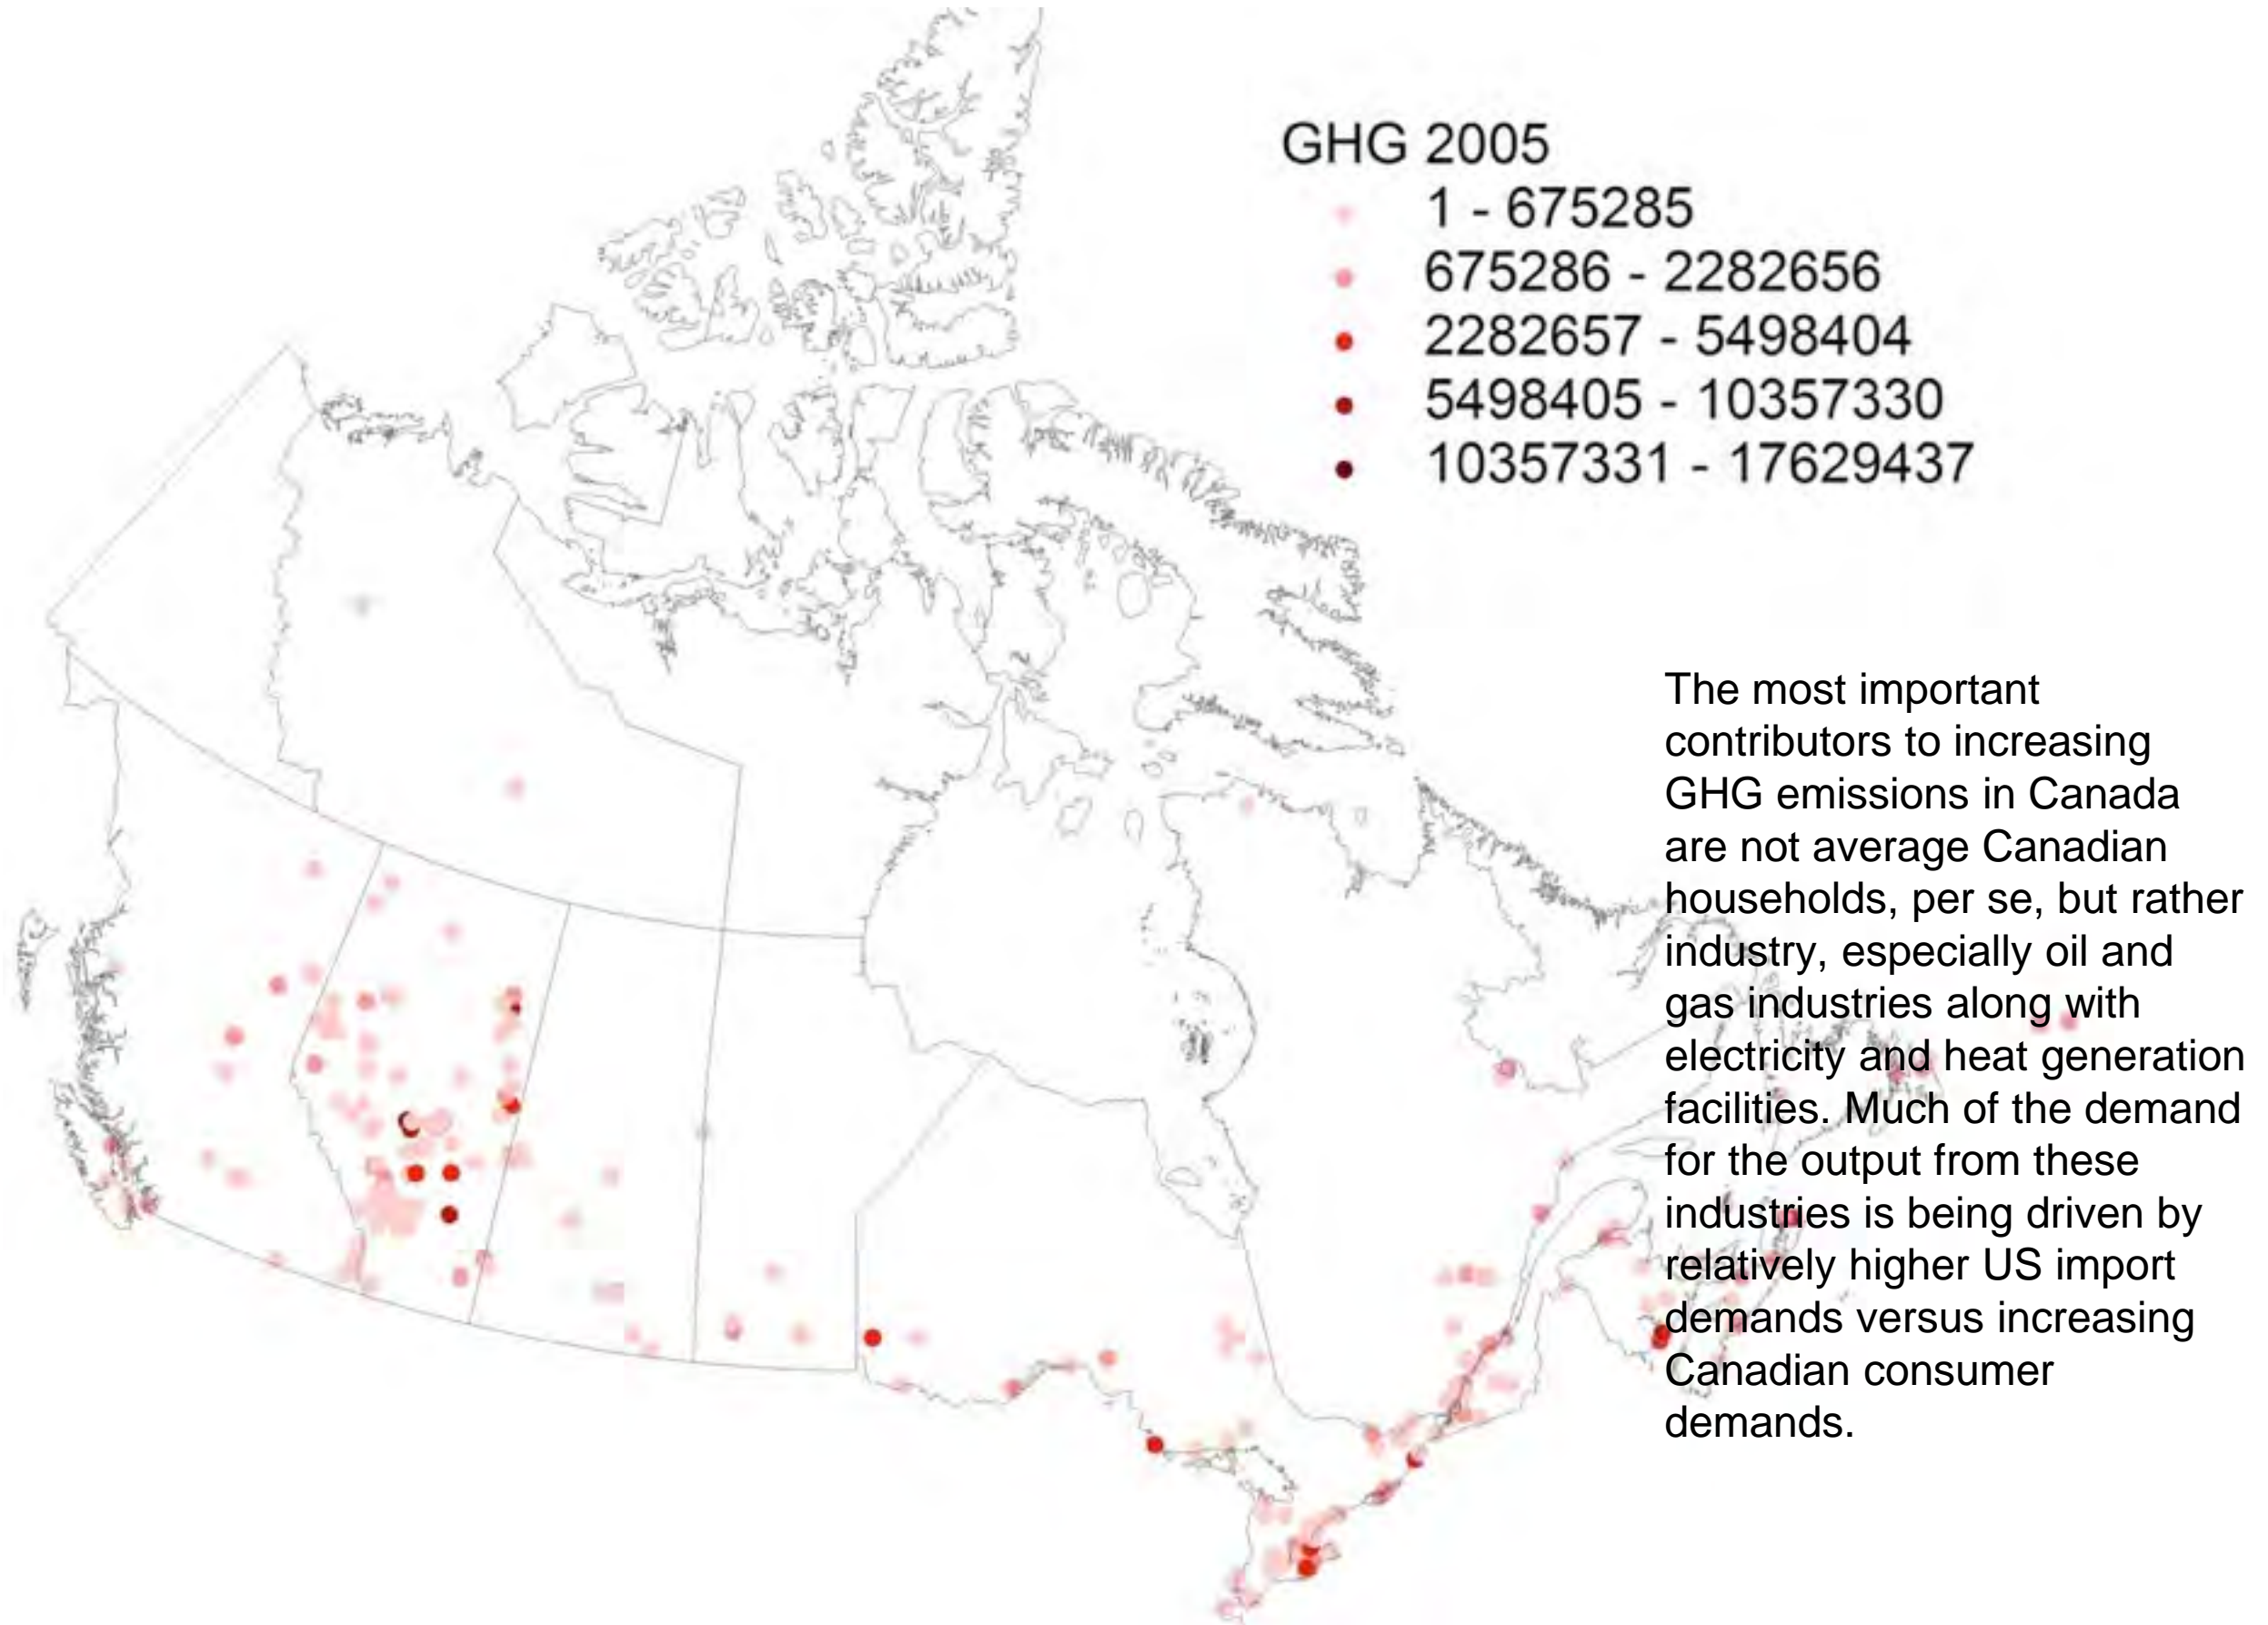 GHG 2005
1 - 675285
675286 - 2282656
2282657 - 5498404
5498405 - 10357330
10357331 - 17629437
The most important
contributors to increasing
GHG emissions in Canada
are not average Canadian
households, per se, but rather
industry, especially oil and
gas industries along with
electricity and heat generation
facilities. Much of the demand
for the output from these
industries is being driven by
relatively higher US import
demands versus increasing
Canadian consumer
demands.